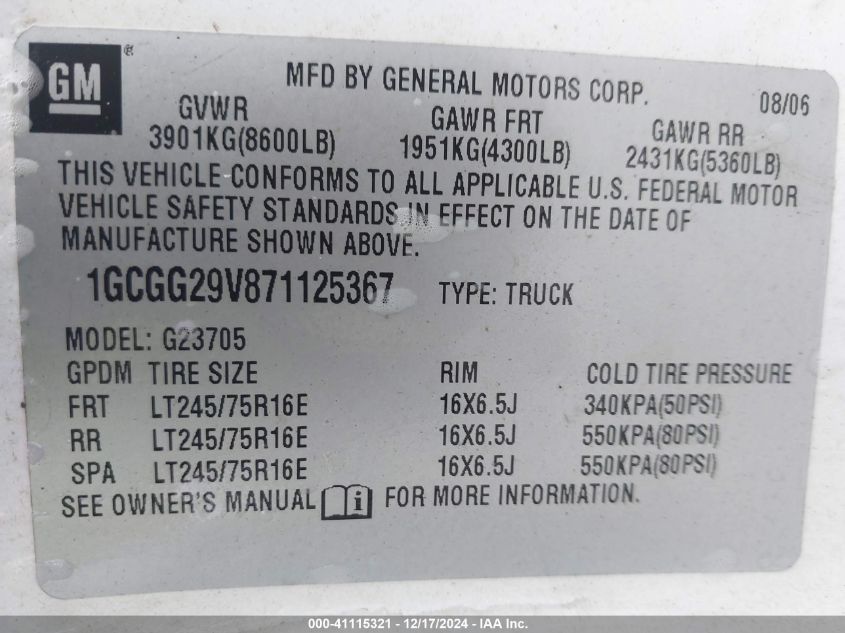 GM ®
MFD BY GENERAL MOTORS CORP.
08/06
GVWR GAWR FRT GAWR RR
3901KG(8600LB) 1951KG(4300LB) 2431KG(5360LB)
THIS VEHICLE CONFORMS TO ALL APPLICABLE U.S. FEDERAL MOTOR
VEHICLE SAFETY STANDARDS IN EFFECT ON THE DATE OF
MANUFACTURE SHOWN ABOVE.
1GCGG29V871125367 TYPE: TRUCK
MODEL: G23705
GPDM TIRE SIZE RIM COLD TIRE PRESSURE
FRT LT245/75R16E 16X6.5J 340KPA(50PSI)
RR LT245/75R16E 16X6.5J 550KPA(80PSI)
SPA LT245/75R16E 16X6.5J 550KPA(80PSI)
SEE OWNER'S MANUAL i FOR MORE INFORMATION.
000-41115321 - 12/17/2024 - IAA Inc.